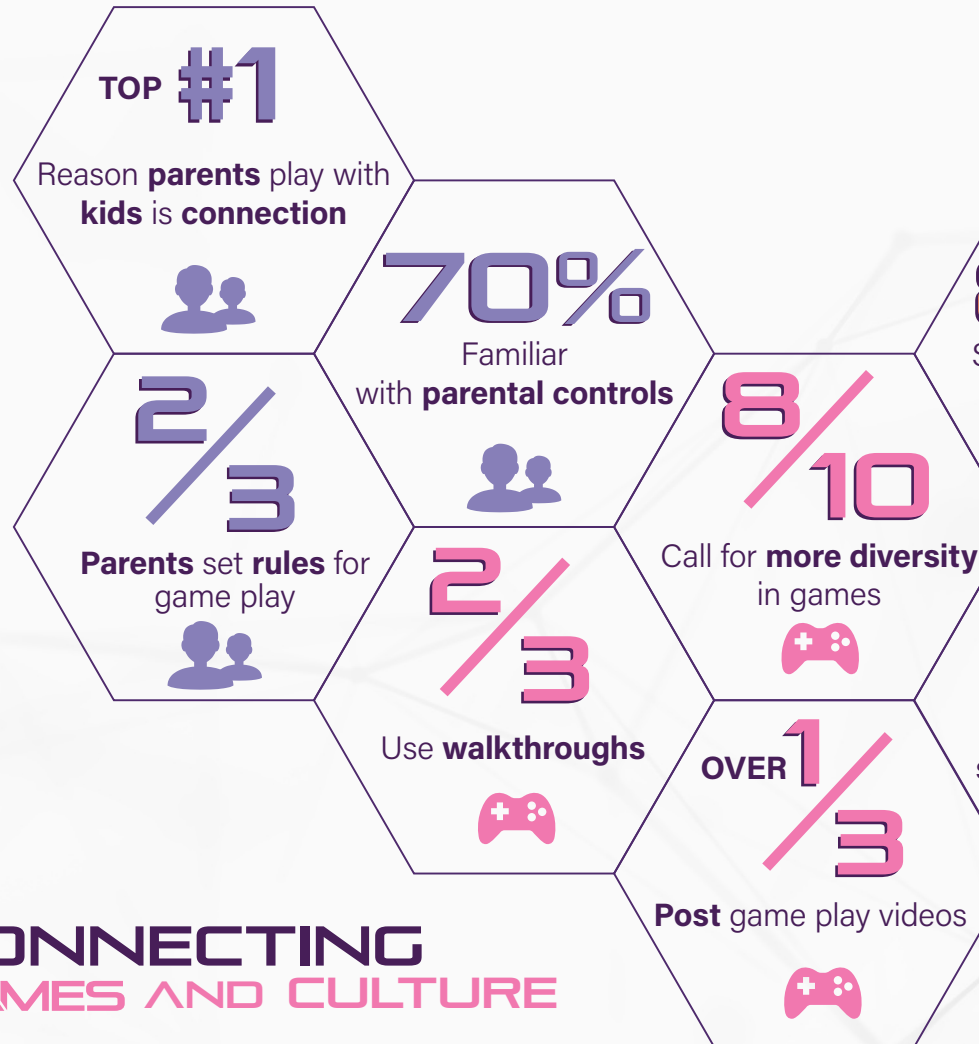 TOP #1
Reason parents play with
kids is connection
70%
Familiar
with parental controls
2/3
Parents set rules for
game play
8/10
Call for more diversity
in games
2/3
Use walkthroughs
OVER 1/3
Post game play videos
ONNECTING
MES AND CULTURE